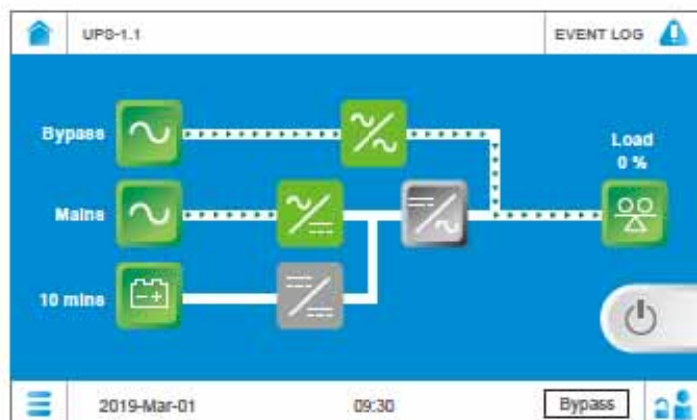 UPS-1.1
EVENT LOG
Bypass
Load
0 %
Mains
10 mins
2019-Mar-01
09:30
Bypass